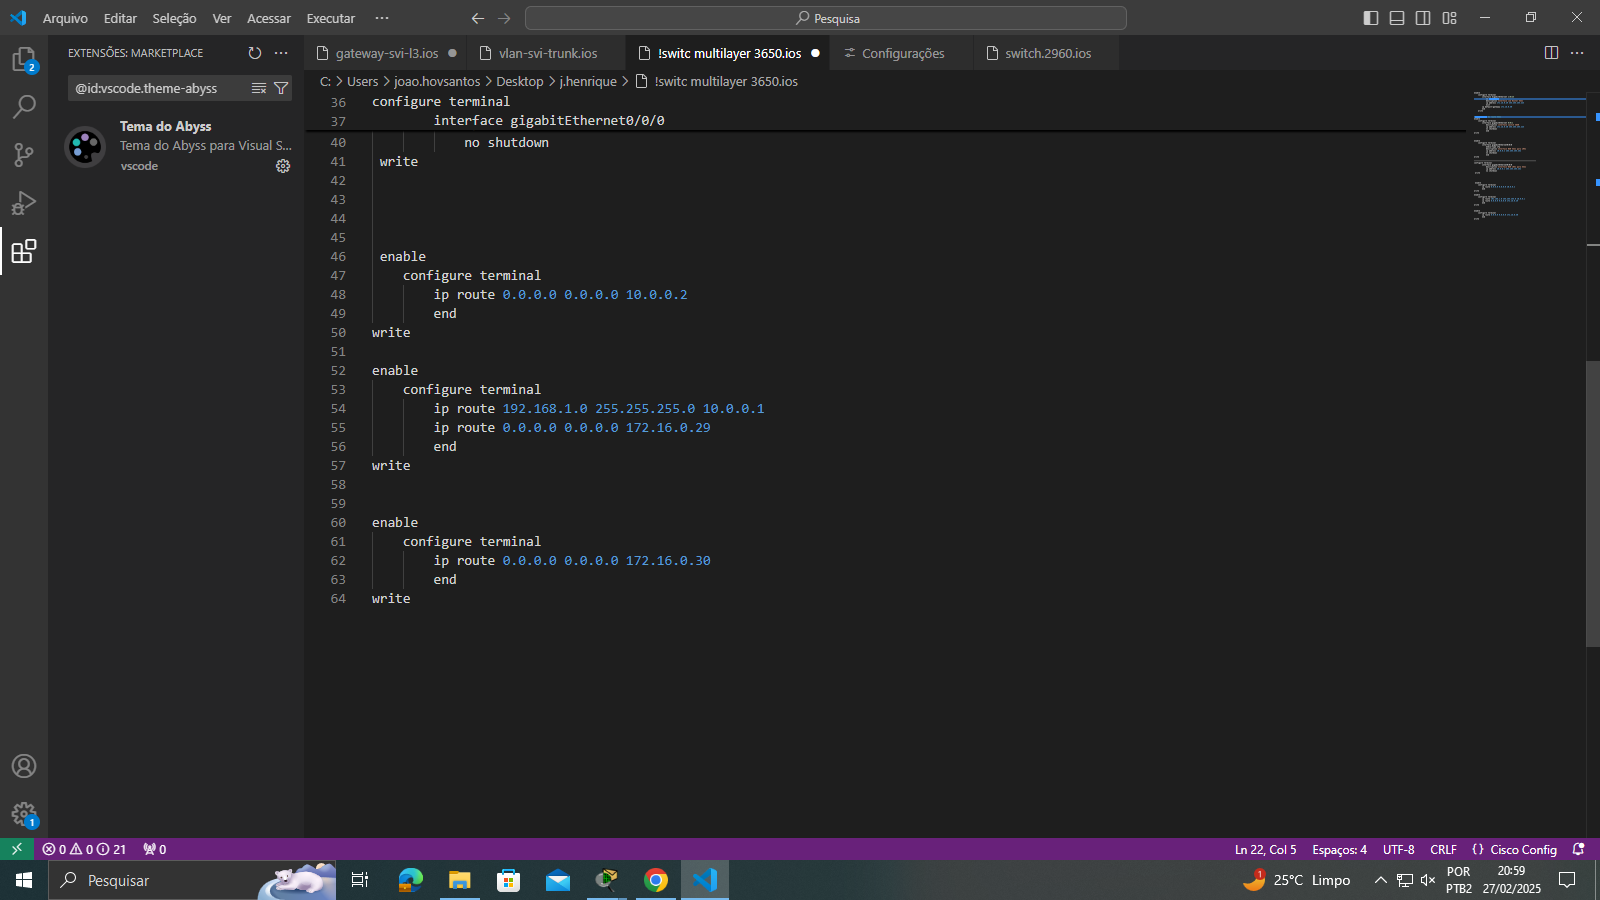 Arquivo Editar Seleção Ver Acessar Executar ··· Pesquisa
EXTENSÕES: MARKETPLACE ···
gateway-svi-l3.ios vlan-svi-trunk.ios !switc multilayer 3650.ios Configurações switch.2960.ios ···
C: > Users > joao.hovsantos > Desktop > j.henrique > !switc multilayer 3650.ios
@id:vscode.theme-abyss
Tema do Abyss
Tema do Abyss para Visual S...
vscode
2
1
36 configure terminal
37 interface gigabitEthernet0/0/0
40 no shutdown
41 write
42
43
44
45
46 enable
47 configure terminal
48 ip route 0.0.0.0 0.0.0.0 10.0.0.2
49 end
50 write
51
52 enable
53 configure terminal
54 ip route 192.168.1.0 255.255.255.0 10.0.0.1
55 ip route 0.0.0.0 0.0.0.0 172.16.0.29
56 end
57 write
58
59
60 enable
61 configure terminal
62 ip route 0.0.0.0 0.0.0.0 172.16.0.30
63 end
64 write
0 0 21 0 Ln 22, Col 5 Espaços: 4 UTF-8 CRLF {} Cisco Config
Pesquisar 1 25°C Limpo POR PTB2 20:59 27/02/2025